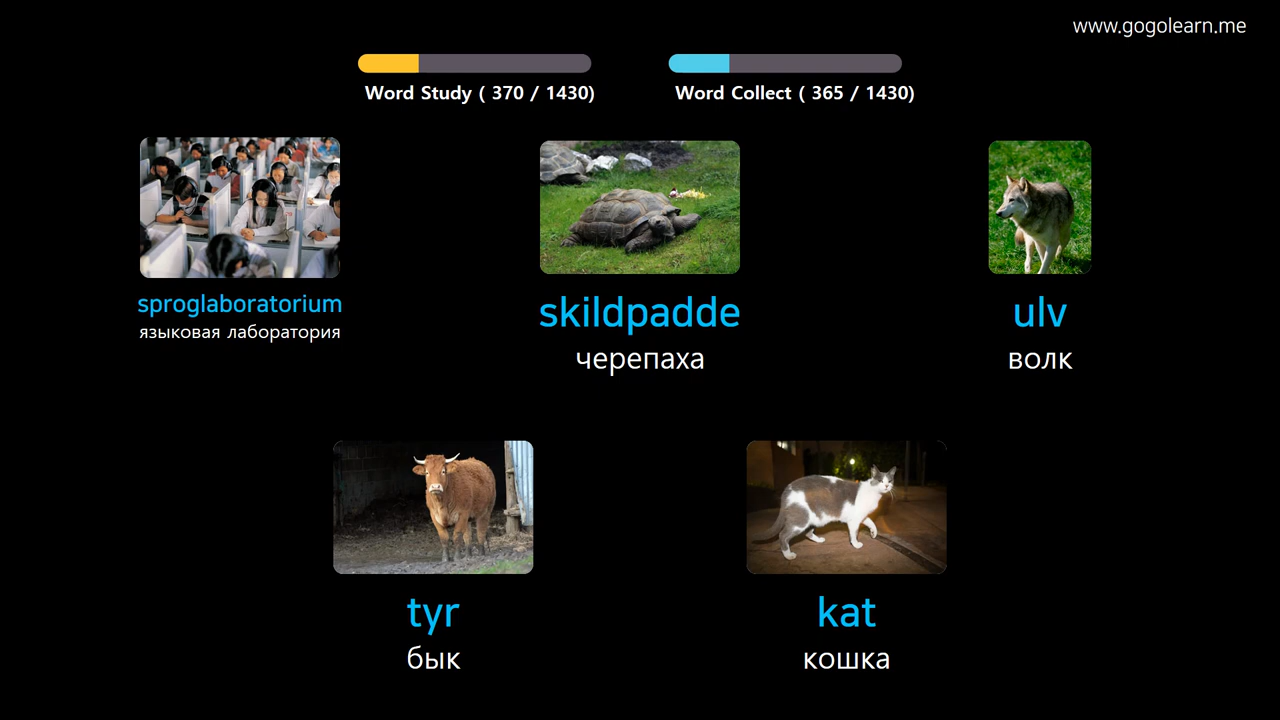 www.gogolearn.me
Word Study ( 370 / 1430)
Word Collect ( 365 / 1430)
sproglaboratorium
языковая лаборатория
skildpadde
черепаха
ulv
волк
tyr
бык
kat
кошка